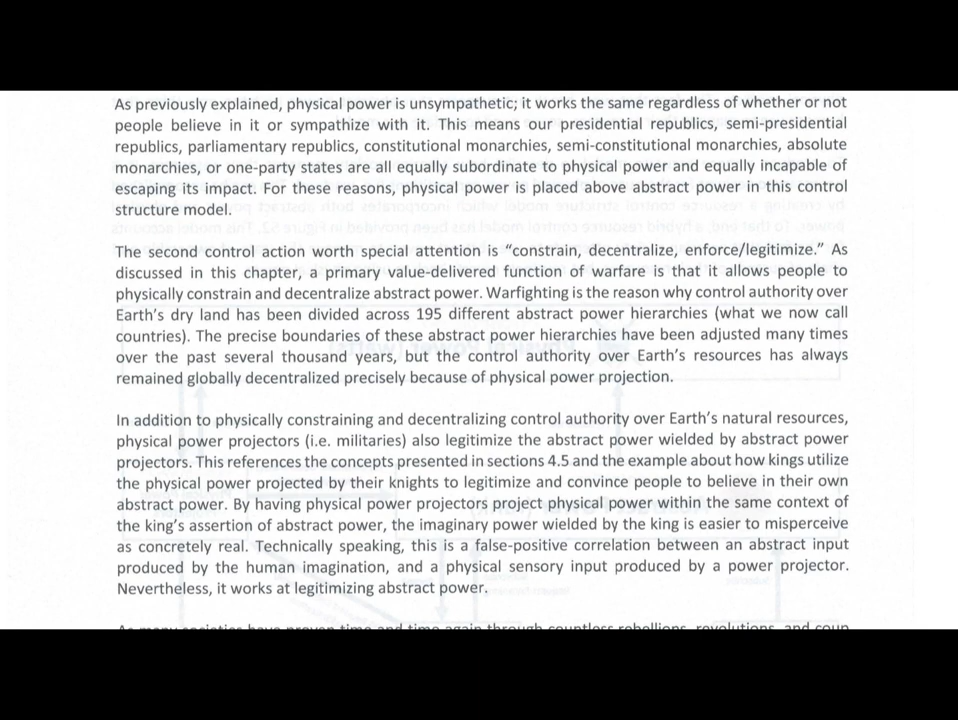 As previously explained, physical power is unsympathetic; it works the same regardless of whether or not
people believe in it or sympathize with it. This means our presidential republics, semi-presidential
republics, parliamentary republics, constitutional monarchies, semi-constitutional monarchies, absolute
monarchies, or one-party states are all equally subordinate to physical power and equally incapable of
escaping its impact. For these reasons, physical power is placed above abstract power in this control
structure model.
The second control action worth special attention is “constrain, decentralize, enforce/legitimize.” As
discussed in this chapter, a primary value-delivered function of warfare is that it allows people to
physically constrain and decentralize abstract power. Warfighting is the reason why control authority over
Earth’s dry land has been divided across 195 different abstract power hierarchies (what we now call
countries). The precise boundaries of these abstract power hierarchies have been adjusted many times
over the past several thousand years, but the control authority over Earth’s resources has always
remained globally decentralized precisely because of physical power projection.
In addition to physically constraining and decentralizing control authority over Earth’s natural resources,
physical power projectors (i.e. militaries) also legitimize the abstract power wielded by abstract power
projectors. This references the concepts presented in sections 4.5 and the example about how kings utilize
the physical power projected by their knights to legitimize and convince people to believe in their own
abstract power. By having physical power projectors project physical power within the same context of
the king’s assertion of abstract power, the imaginary power wielded by the king is easier to misperceive
as concretely real. Technically speaking, this is a false-positive correlation between an abstract input
produced by the human imagination, and a physical sensory input produced by a power projector.
Nevertheless, it works at legitimizing abstract power.
As many societies have proven time and time again through countless rebellions, revolutions, and coup